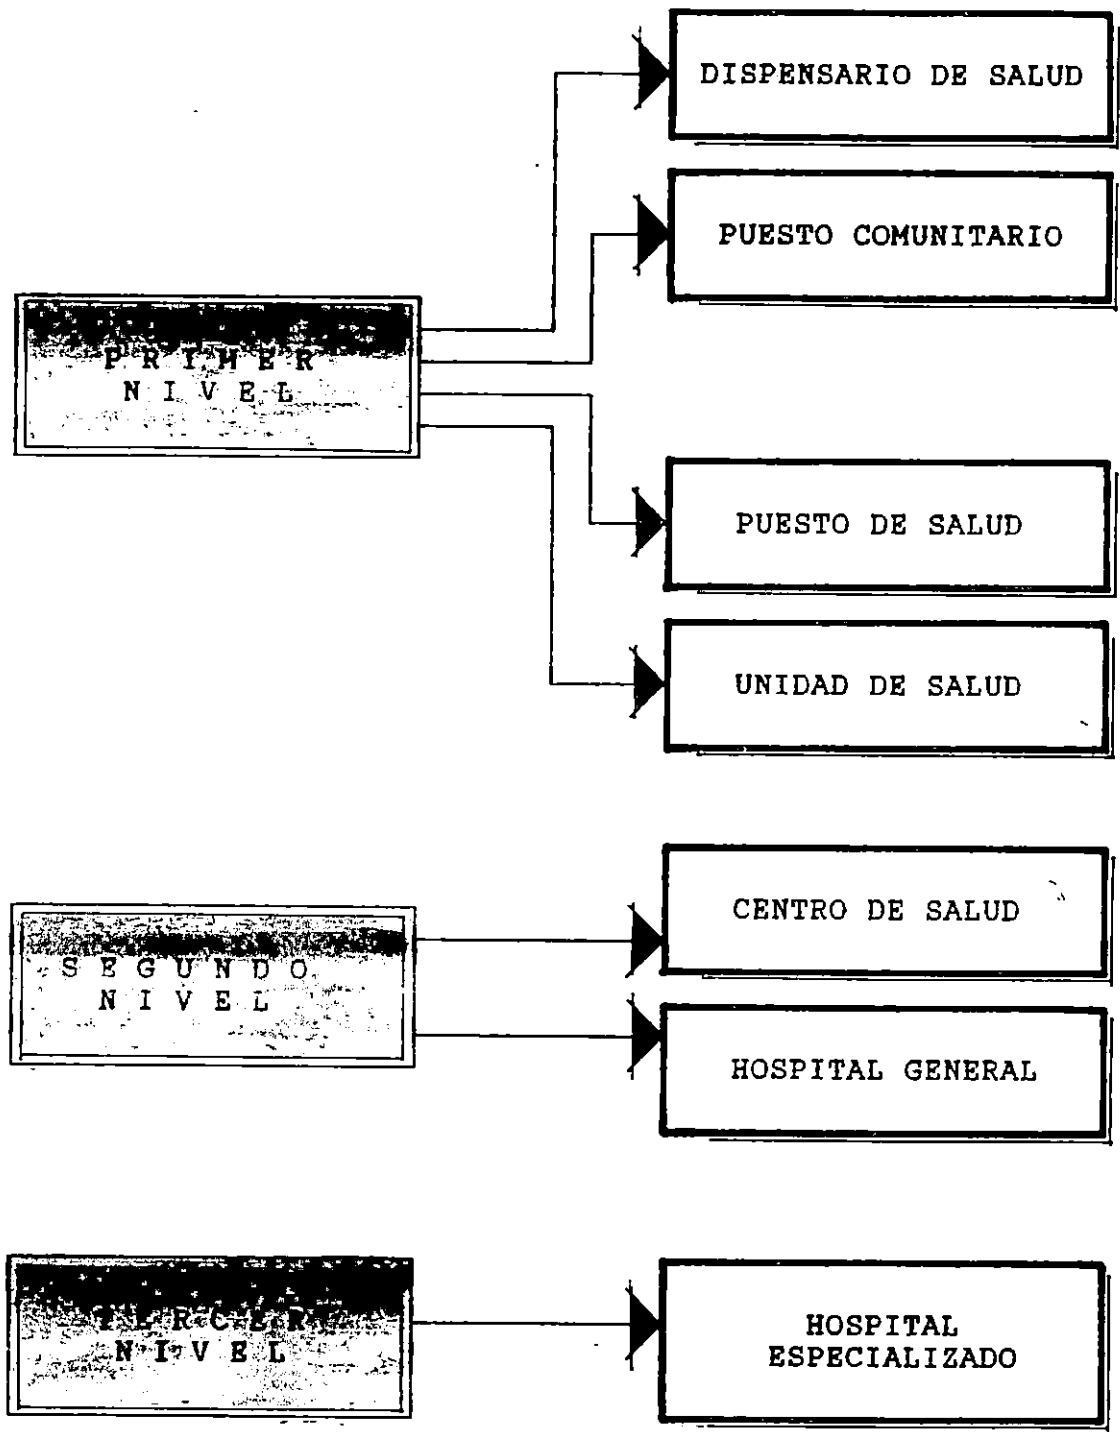 DISPENSARIO DE SALUD
PUESTO COMUNITARIO
P R I M E R
N I V E L
PUESTO DE SALUD
UNIDAD DE SALUD
CENTRO DE SALUD
S E G U N D O
N I V E L
HOSPITAL GENERAL
T E R C E R
N I V E L
HOSPITAL
ESPECIALIZADO